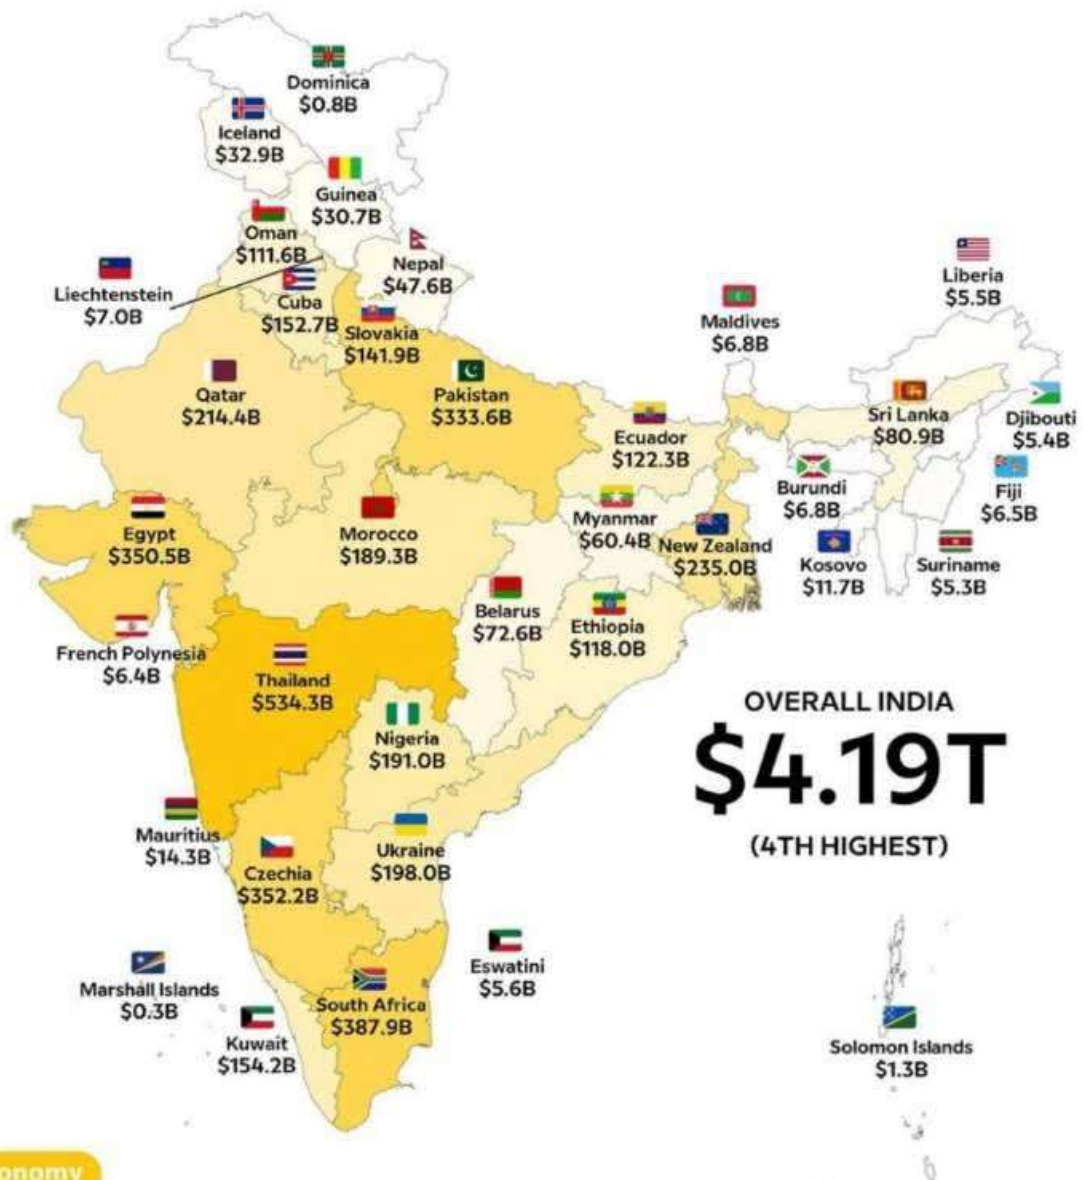 Dominica
$0.8B
Iceland
$32.9B
Guinea
$30.7B
Oman
$111.6B
Nepal
$47.6B
Liechtenstein
$7.0B
Cuba
$152.7B
Slovakia
$141.9B
Maldives
$6.8B
Liberia
$5.5B
Qatar
$214.4B
Pakistan
$333.6B
Ecuador
$122.3B
Sri Lanka
$80.9B
Djibouti
$5.4B
Burundi
$6.8B
Fiji
$6.5B
Egypt
$350.5B
Morocco
$189.3B
Myanmar
$60.4B
New Zealand
$235.0B
Kosovo
$11.7B
Suriname
$5.3B
Belarus
$72.6B
Ethiopia
$118.0B
French Polynesia
$6.4B
Thailand
$534.3B
Nigeria
$191.0B
OVERALL INDIA
$4.19T
(4TH HIGHEST)
Mauritius
$14.3B
Czechia
$352.2B
Ukraine
$198.0B
Eswatini
$5.6B
Marshall Islands
$0.3B
South Africa
$387.9B
Kuwait
$154.2B
Solomon Islands
$1.3B
onomy